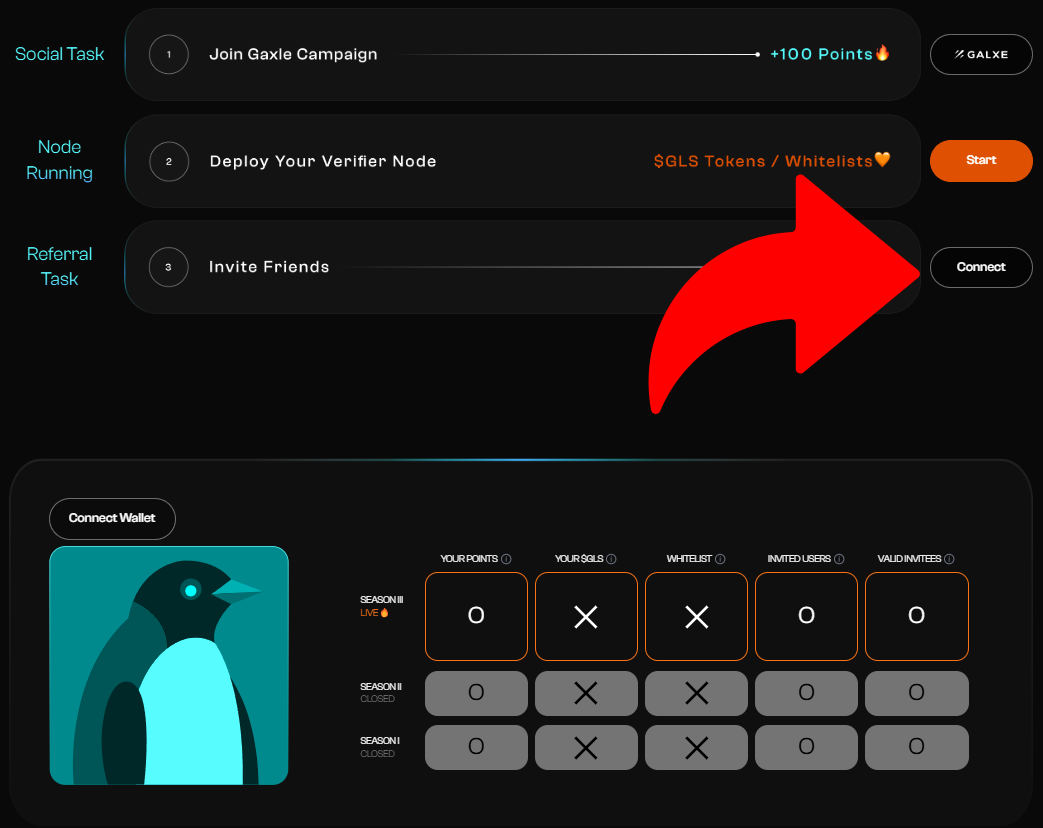 Social Task
1
Join Gaxle Campaign
+100 Points🔥
GALXE
Node
Running
2
Deploy Your Verifier Node
$GLS Tokens / Whitelists🧡
Start
Referral
Task
3
Invite Friends
Connect
Connect Wallet
YOUR POINTS
YOUR $GLS
WHITELIST
INVITED USERS
VALID INVITEES
SEASON III
LIVE🔥
0
0
0
SEASON II
CLOSED
0
0
0
SEASON I
CLOSED
0
0
0